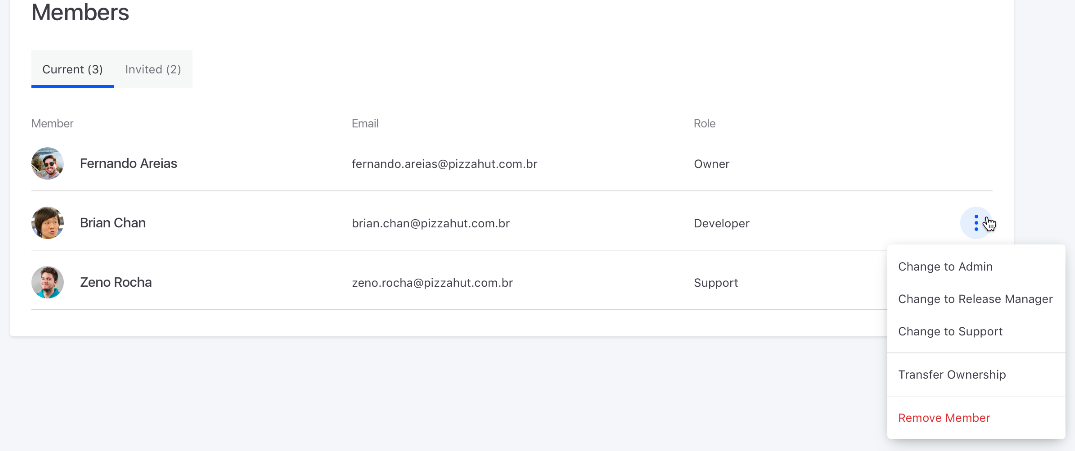 Members
Current (3) Invited (2)
Member Email Role
Fernando Areias fernando.areias@pizzahut.com.br Owner
Brian Chan brian.chan@pizzahut.com.br Developer
Zeno Rocha zeno.rocha@pizzahut.com.br Support
Change to Admin
Change to Release Manager
Change to Support
Transfer Ownership
Remove Member